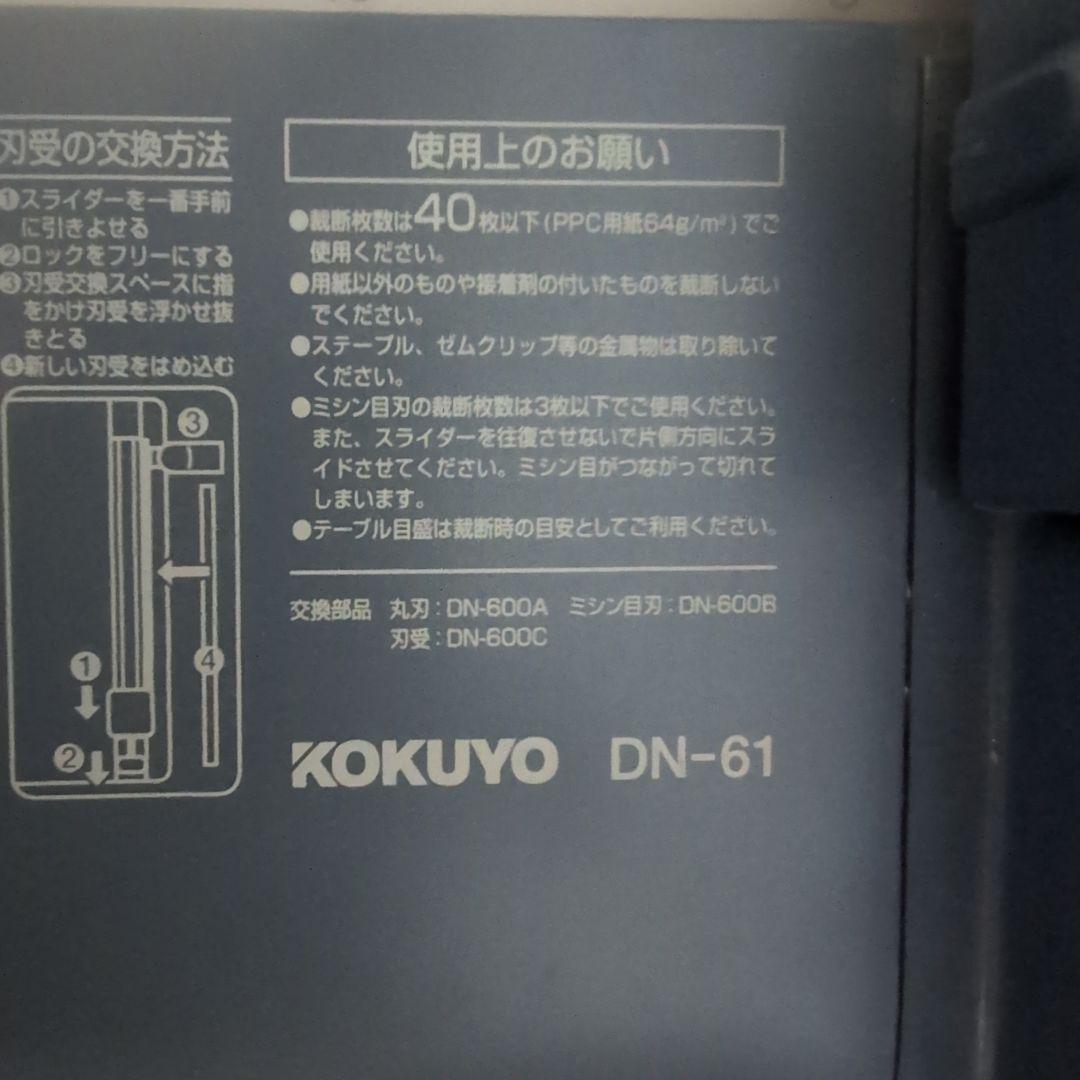 刃受の交換方法
❶スライダーを一番手前
に引きよせる
❷ロックをフリーにする
❸刃受交換スペースに指
をかけ刃受を浮かせ抜
きとる
❹新しい刃受をはめ込む
③
①
②
④
使用上のお願い
●裁断枚数は40枚以下(PPC用紙64g/m²)でご
使用ください。
●用紙以外のものや接着剤の付いたものを裁断しない
でください。
●ステープル、ゼムクリップ等の金属物は取り除いて
ください。
●ミシン目刃の裁断枚数は3枚以下でご使用ください。
また、スライダーを往復させないで片側方向にスラ
イドさせてください。ミシン目がつながって切れて
しまいます。
●テーブル目盛は裁断時の目安としてご利用ください。
交換部品 丸刃:DN-600A ミシン目刃:DN-600B
刃受:DN-600C
KOKUYO DN-61